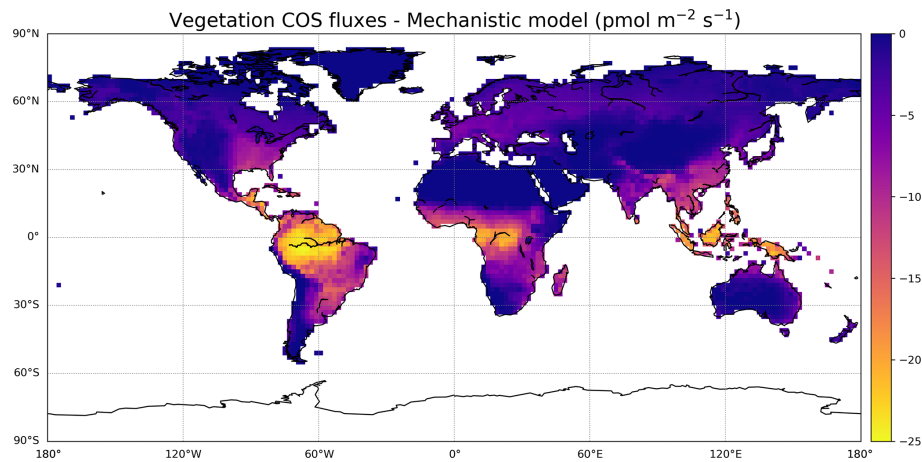 Vegetation COS fluxes - Mechanistic model (pmol m⁻² s⁻¹)
90°N
60°N
30°N
0°
30°S
60°S
90°S
180°
120°W
60°W
0°
60°E
120°E
180°
0
−5
−10
−15
−20
−25